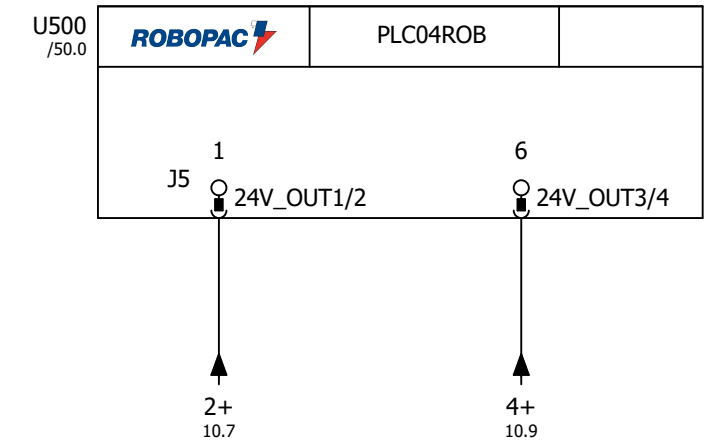 U500
/50.0
ROBOPAC
PLC04ROB
1
6
J5
24V_OUT1/2
24V_OUT3/4
2+
10.7
4+
10.9